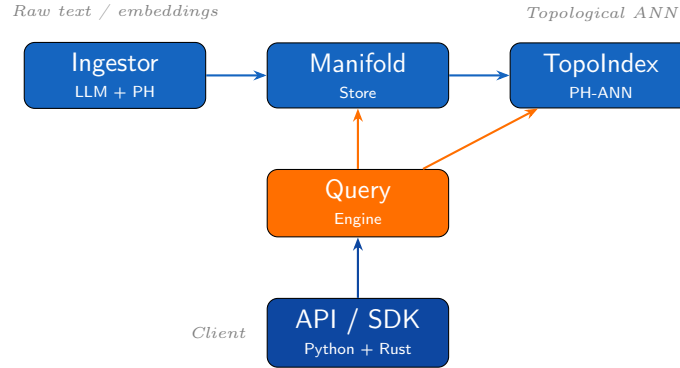 Raw text / embeddings
Topological ANN
Ingestor
LLM + PH
Manifold
Store
TopoIndex
PH-ANN
Query
Engine
Client
API / SDK
Python + Rust